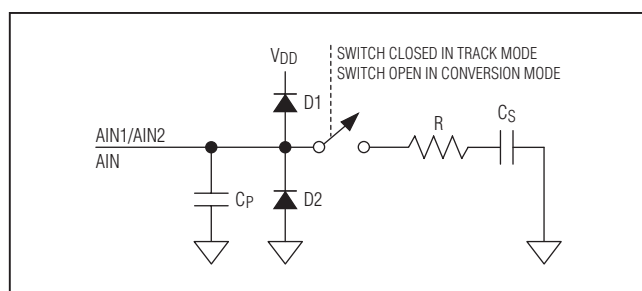 SWITCH CLOSED IN TRACK MODE
SWITCH OPEN IN CONVERSION MODE
VDD
D1
AIN1/AIN2
AIN
R
CS
CP
D2